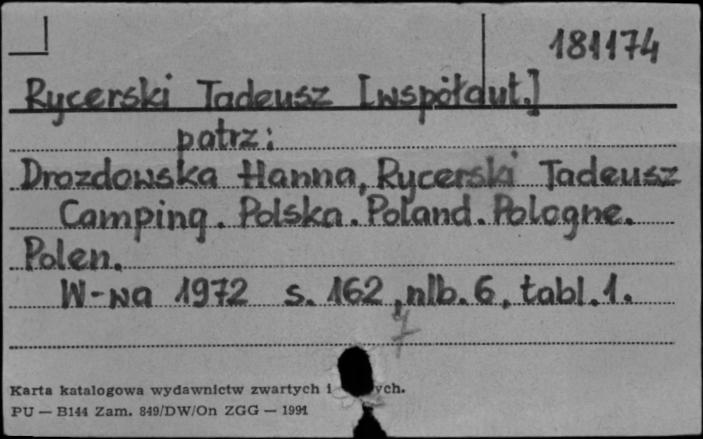 181174
Rycerski Tadeusz [współaut.]
patrz:
Drozdowska Hanna, Rycerski Tadeusz
Camping. Polska. Poland. Pologne.
Polen.
W-wa 1972 s. 162, nlb. 6, tabl. 1.
7
Karta katalogowa wydawnictw zwartych i ych.
PU — B144 Zam. 849/DW/On ZGG — 1991